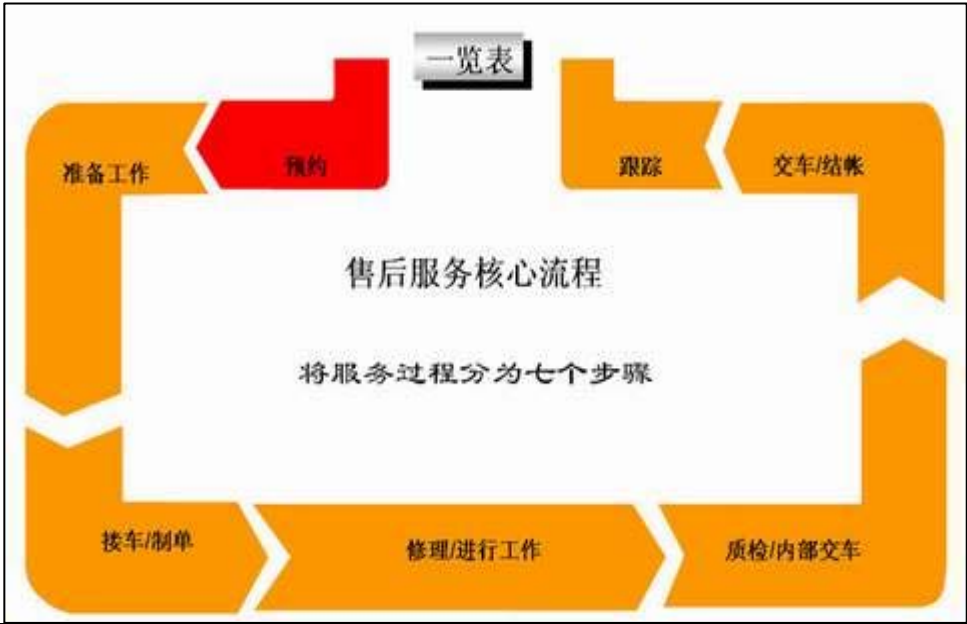 一览表
准备工作
预约
跟踪
交车/结帐
售后服务核心流程
将服务过程分为七个步骤
接车/制单
修理/进行工作
质检/内部交车